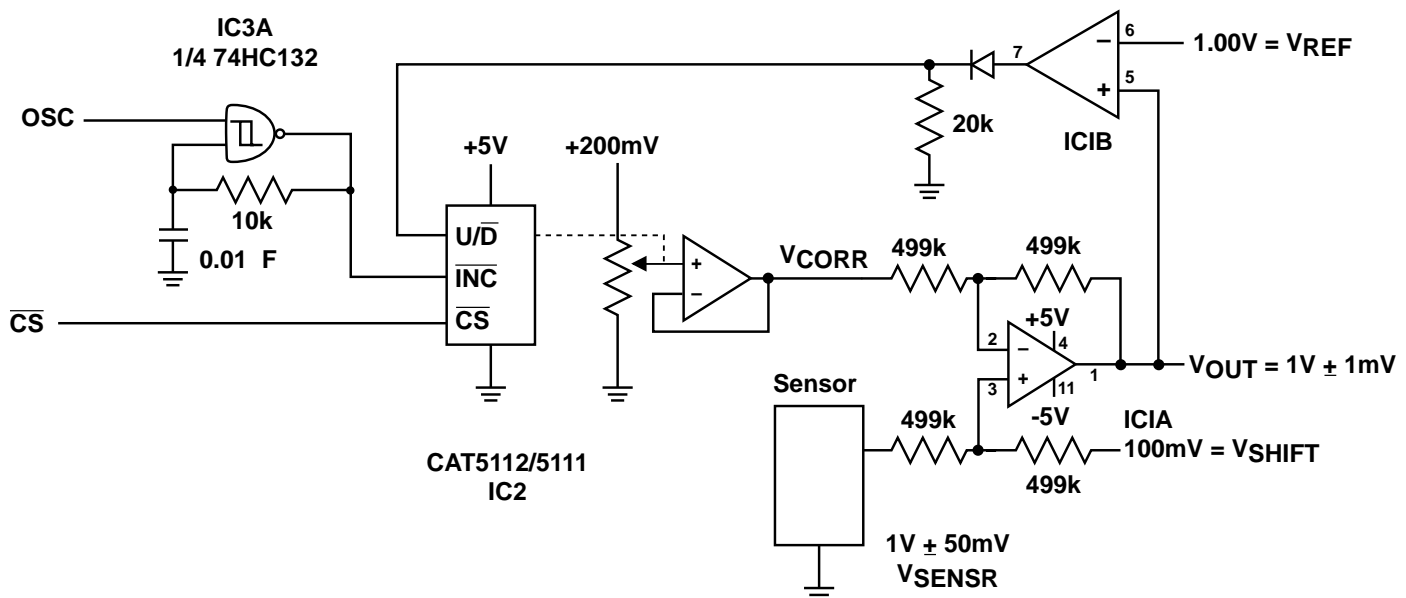 IC3A
1/4 74HC132
OSC
10k
0.01  F
CS
+5V
U/D
INC
CS
CAT5112/5111
IC2
+200mV
+
–
VCORR
20k
7
–
6
+
5
ICIB
1.00V = VREF
499k
499k
+5V
2
–
4
3
+
11
1
-5V
VOUT = 1V ± 1mV
ICIA
100mV = VSHIFT
Sensor
499k
499k
1V ± 50mV
VSENSR